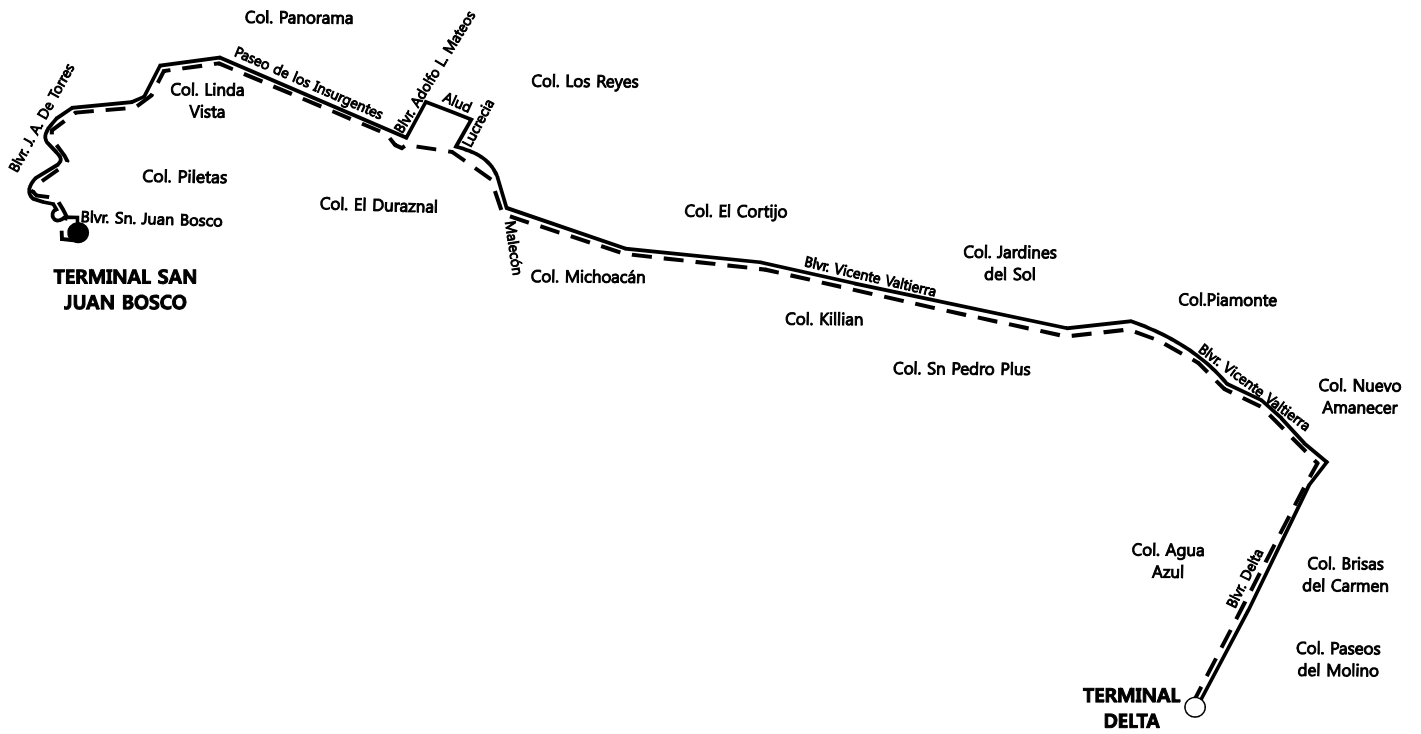 Col. Panorama
Blvr. Adolfo L. Mateos
Paseo de los Insurgentes
Blvr. J. A. De Torres
Col. Linda
Vista
Alud
Lucrecia
Col. Los Reyes
Col. Piletas
Col. El Duraznal
Blvr. Sn. Juan Bosco
TERMINAL SAN
JUAN BOSCO
Malecón
Col. El Cortijo
Col. Michoacán
Blvr. Vicente Valtierra
Col. Jardines
del Sol
Col. Killian
Col.Piamonte
Col. Sn Pedro Plus
Blvr. Vicente Valtierra
Col. Nuevo
Amanecer
Col. Agua
Azul
Blvr. Delta
Col. Brisas
del Carmen
Col. Paseos
del Molino
TERMINAL
DELTA